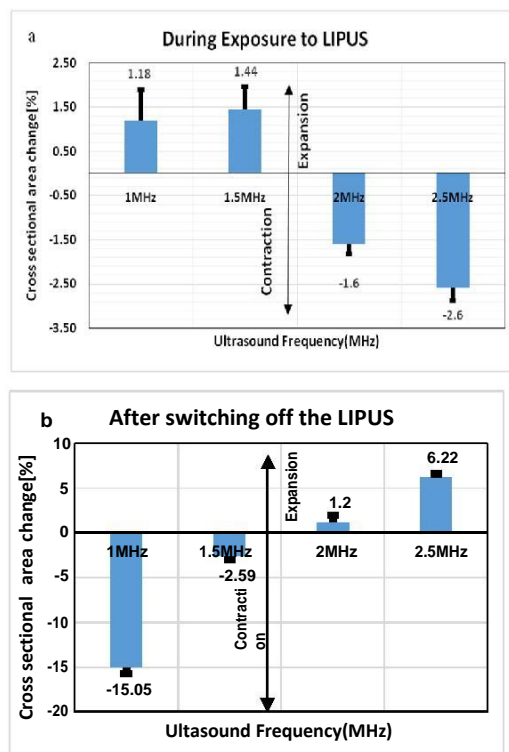 a
During Exposure to LIPUS
Cross sectional area change[%]
2.50
1.50
0.50
-0.50
-1.50
-2.50
-3.50
1.18
1.44
-1.6
-2.6
Expansion
Contraction
1MHz
1.5MHz
2MHz
2.5MHz
Ultrasound Frequency(MHz)
b
After switching off the LIPUS
Cross sectional area change[%]
10
5
0
-5
-10
-15
-20
-15.05
-2.59
1.2
6.22
Expansion
Contracti
on
1MHz
1.5MHz
2MHz
2.5MHz
Ultasound Frequency(MHz)